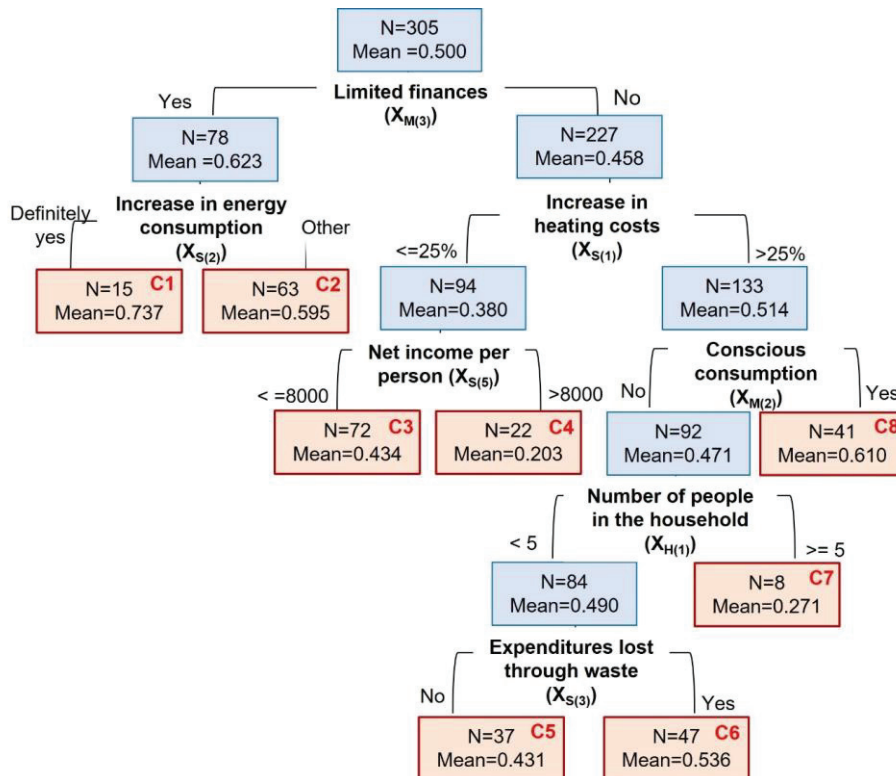 N=305
Mean =0.500
Limited finances
(XM(3))
Yes
No
N=78
Mean =0.623
N=227
Mean=0.458
Increase in energy
consumption
(XS(2))
Definitely
yes
Other
Increase in
heating costs
(XS(1))
<=25%
>25%
N=15 C1
Mean=0.737
N=63 C2
Mean=0.595
N=94
Mean=0.380
N=133
Mean=0.514
Net income per
person (XS(5))
< =8000
>8000
Conscious
consumption
(XM(2))
No
Yes
N=72 C3
Mean=0.434
N=22 C4
Mean=0.203
N=92
Mean=0.471
N=41 C8
Mean=0.610
Number of people
in the household
(XH(1))
< 5
>= 5
N=84
Mean=0.490
N=8 C7
Mean=0.271
Expenditures lost
through waste
(XS(3))
No
Yes
N=37 C5
Mean=0.431
N=47 C6
Mean=0.536